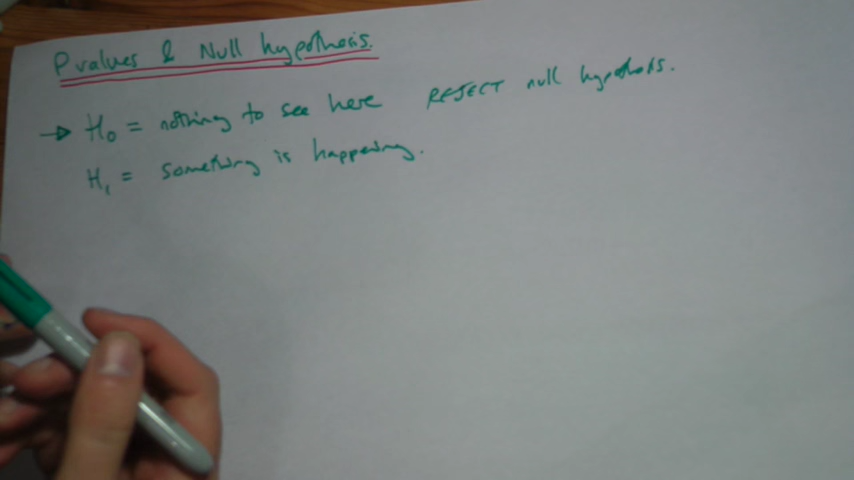 P values & Null hypothesis.
→ H₀ = nothing to see here REJECT null hypothesis.
H₁ = something is happening.